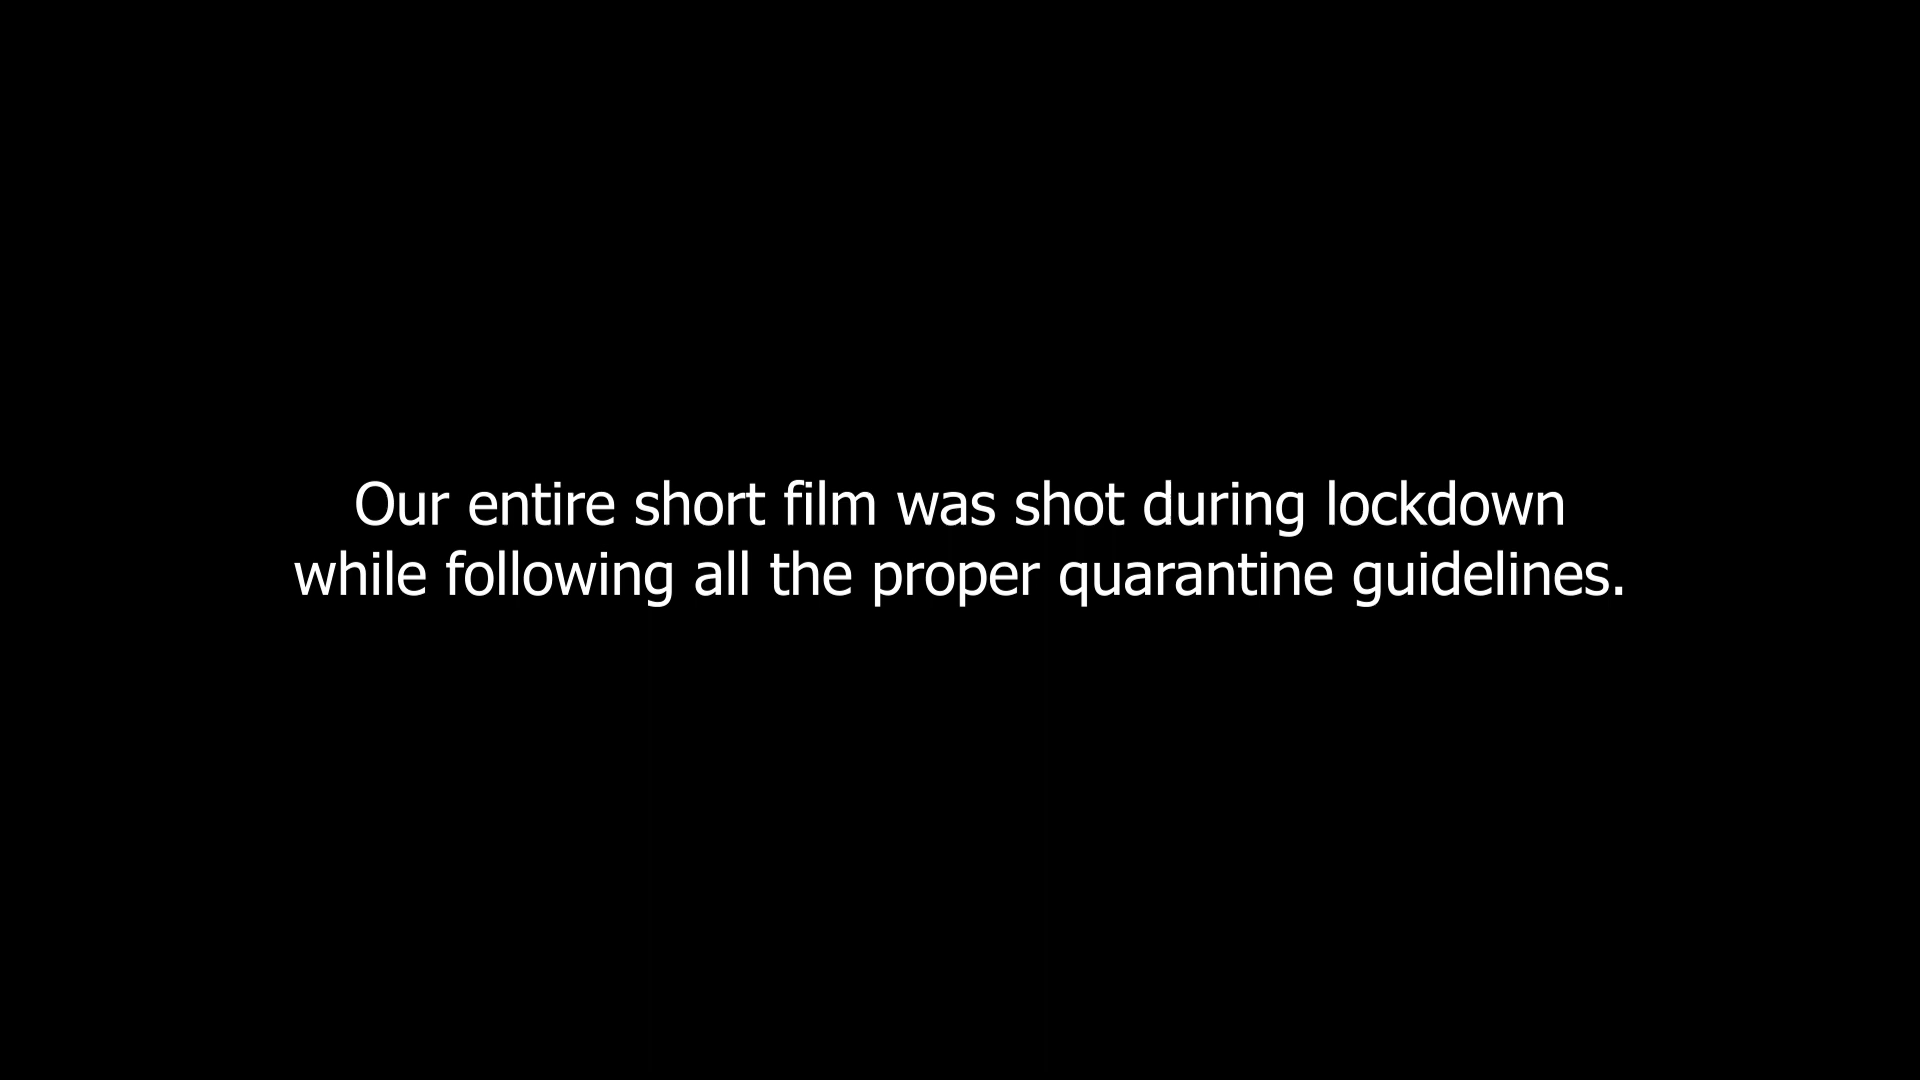 Our entire short film was shot during lockdown
while following all the proper quarantine guidelines.